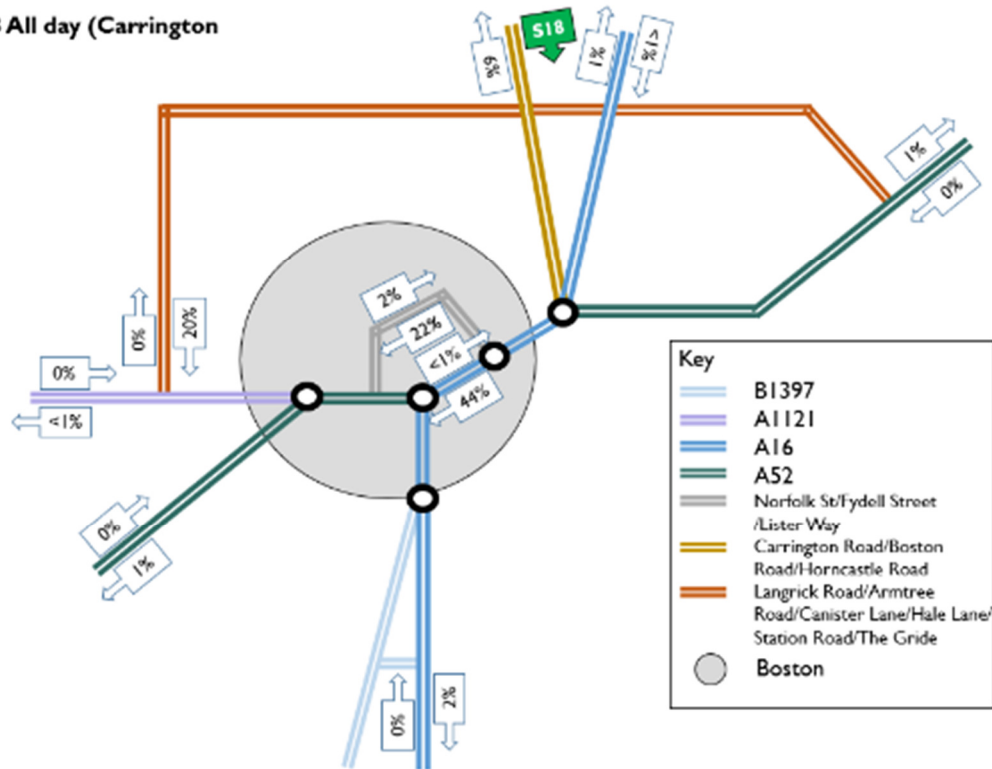 All day (Carrington
S18
6%
1%
<1%
1%
0%
2%
22%
<1%
44%
0%
20%
0%
<1%
0%
1%
0%
2%
Key
B1397
A1121
A16
A52
Norfolk St/Fydell Street
/Lister Way
Carrington Road/Boston
Road/Horncastle Road
Langrick Road/Armtree
Road/Canister Lane/Hale Lane/
Station Road/The Gride
Boston